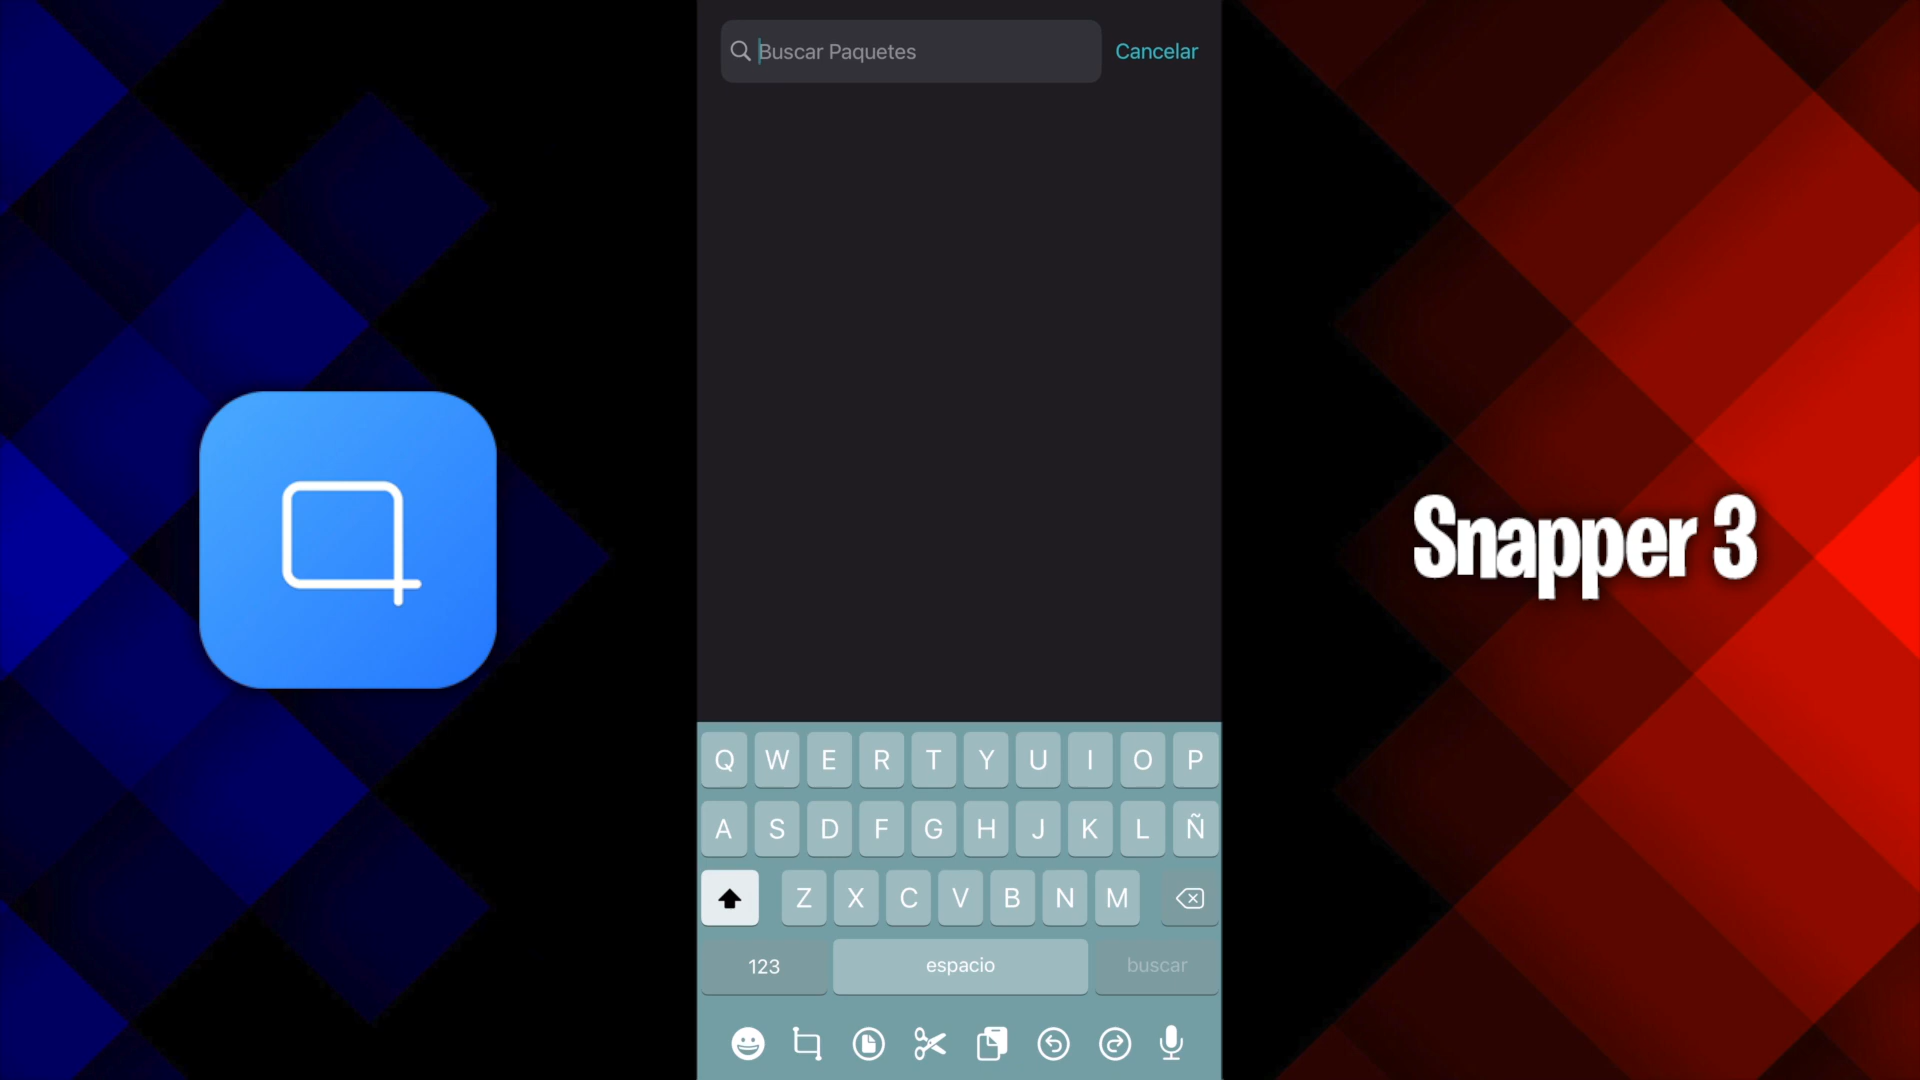 Buscar Paquetes
Cancelar
Snapper 3
Q W E R T Y U I O P
A S D F G H J K L Ñ
Z X C V B N M
123 espacio buscar